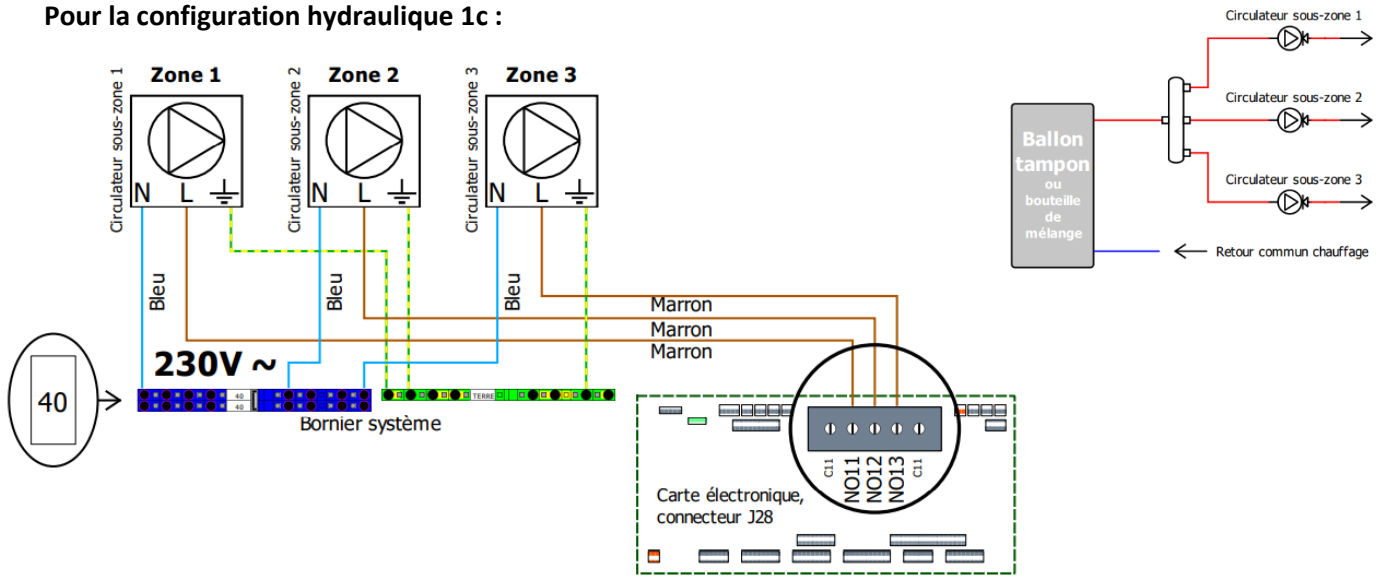 Pour la configuration hydraulique 1c :
Circulateur sous-zone 1
Zone 1
N L
Circulateur sous- zone 2
Zone 2
N L
Circulateur sous-zone 3
Zone 3
N L
Bleu
Bleu
Bleu
Marron
Marron
Marron
230V ~
40
40
40
TERRE
Bornier système
C11
NO11
NO12
NO13
C11
Carte électronique,
connecteur J28
Circulateur sous-zone 1
Circulateur sous-zone 2
Circulateur sous-zone 3
Ballon
tampon
ou
bouteille
de
mélange
Retour commun chauffage